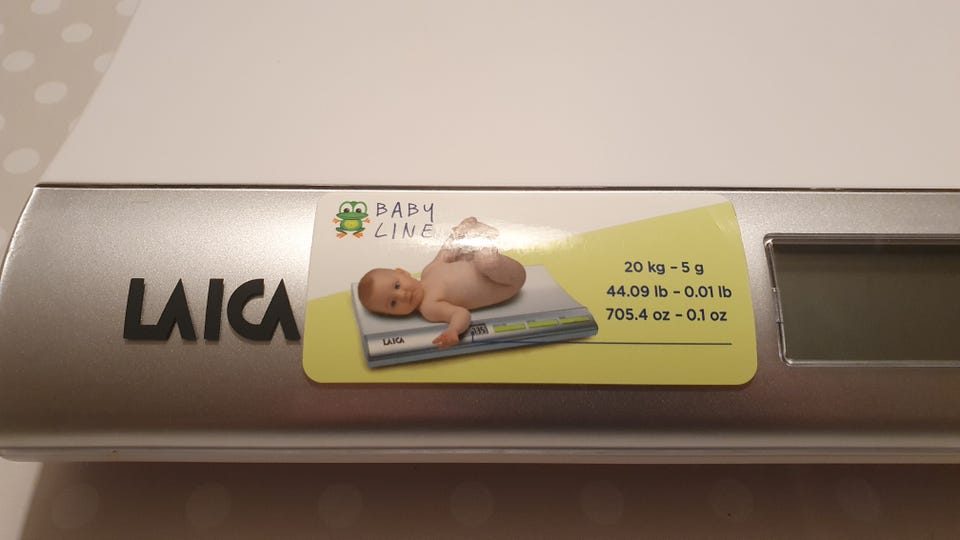 BABY
LINE
LAICA
20 kg - 5 g
44.09 lb - 0.01 lb
705.4 oz - 0.1 oz
LAICA